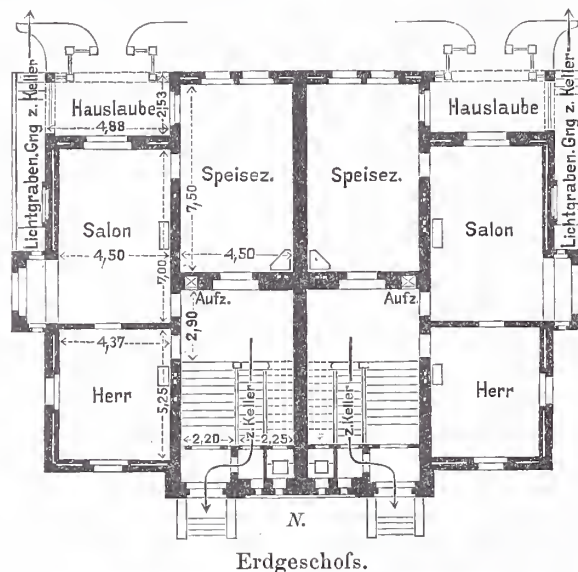 Lichtgraben. Gng z. Keller
Hauslaube
4,88
2,53
Hauslaube
Lichtgraben. Gng z. Keller
Speisez.
7,50
4,50
Speisez.
Salon
4,50
7,00
Salon
Aufz.
Aufz.
2,90
4,37
Herr
5,25
Herr
z. Keller
z. Keller
2,20
2,25
N.
Erdgeschoſs.